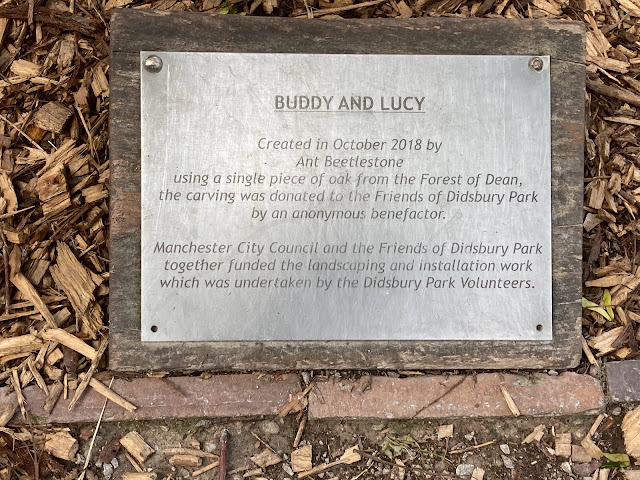 BUDDY AND LUCY
Created in October 2018 by
Ant Beetlestone
using a single piece of oak from the Forest of Dean,
the carving was donated to the Friends of Didsbury Park
by an anonymous benefactor.
Manchester City Council and the Friends of Didsbury Park
together funded the landscaping and installation work
which was undertaken by the Didsbury Park Volunteers.